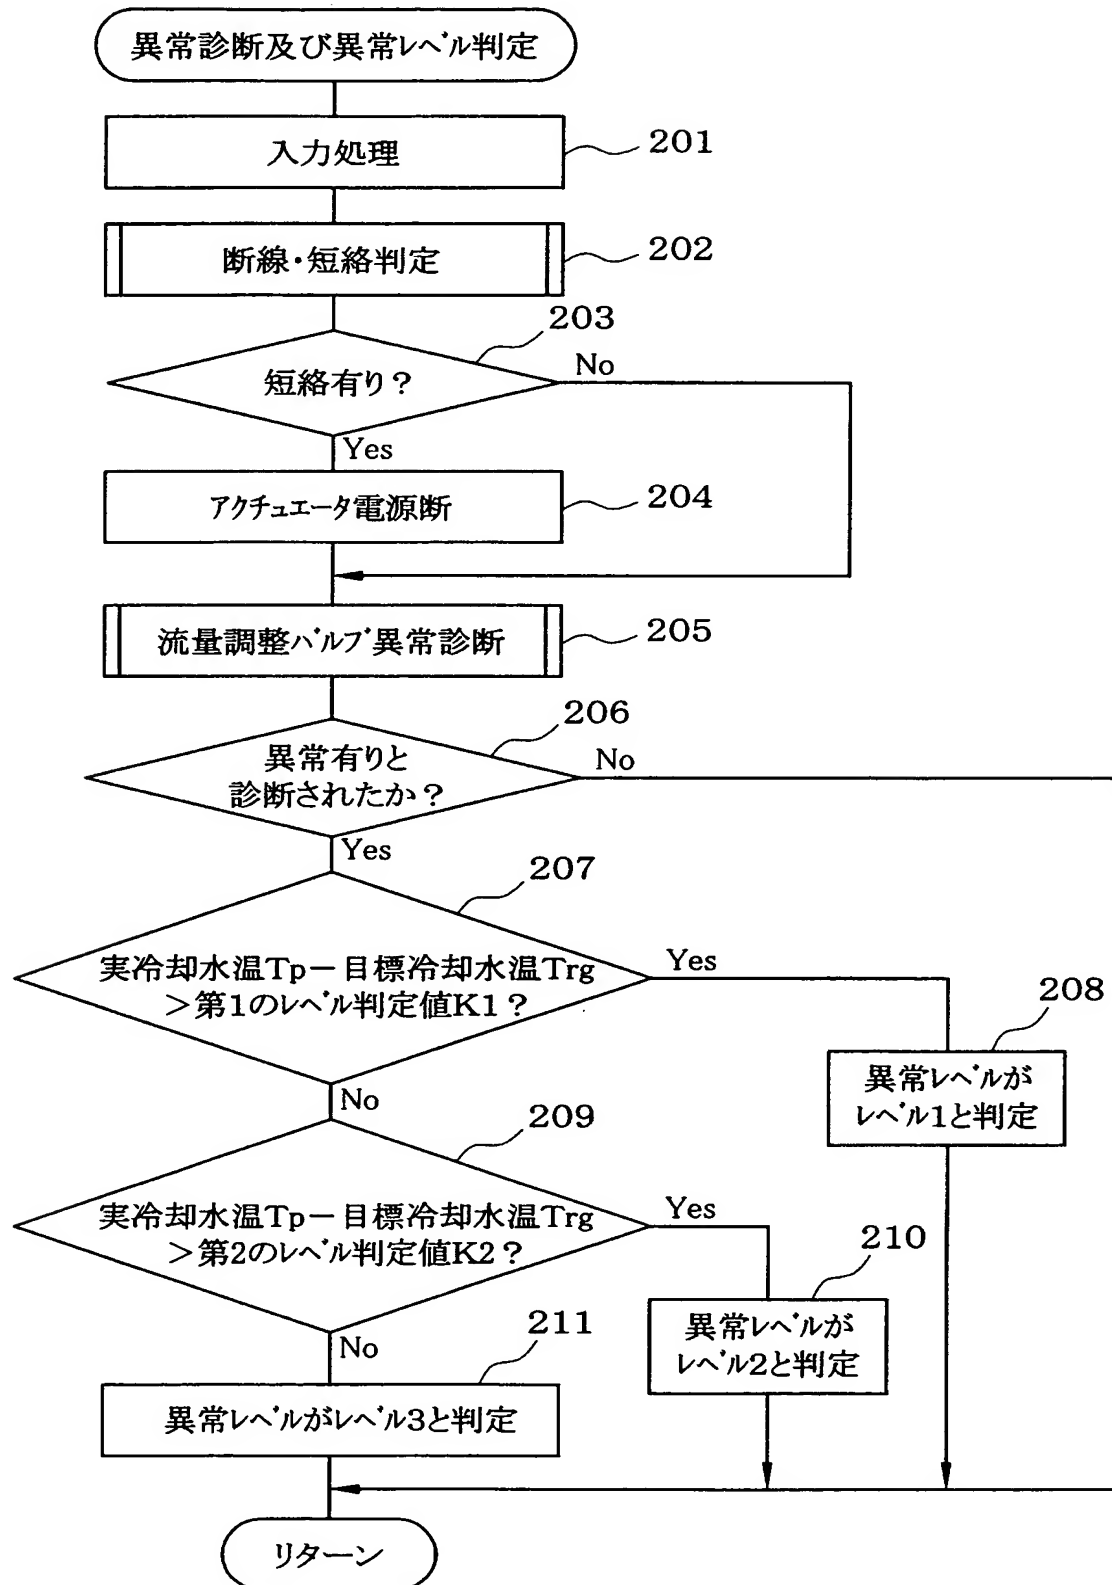 異常診断及び異常レベル判定
入力処理
201
断線・短絡判定
202
203
短絡有り？
No
Yes
アクチュエータ電源断
204
流量調整バルブ異常診断
205
206
異常有りと
診断されたか？
No
Yes
207
実冷却水温Tp－目標冷却水温Trg
＞第1のレベル判定値K1？
Yes
208
異常レベルが
レベル1と判定
No
209
実冷却水温Tp－目標冷却水温Trg
＞第2のレベル判定値K2？
Yes
210
異常レベルが
レベル2と判定
No
211
異常レベルがレベル3と判定
リターン